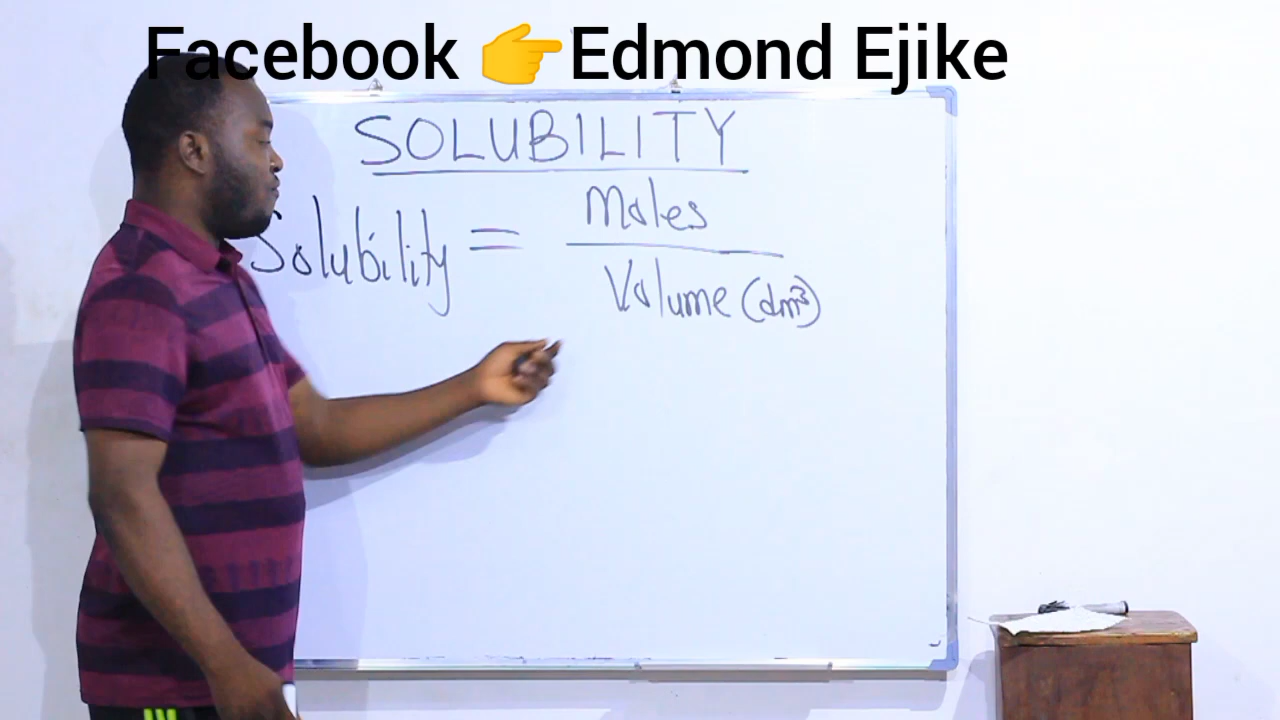 Facebook 👉 Edmond Ejike
SOLUBILITY
Solubility = Moles
Volume (dm³)